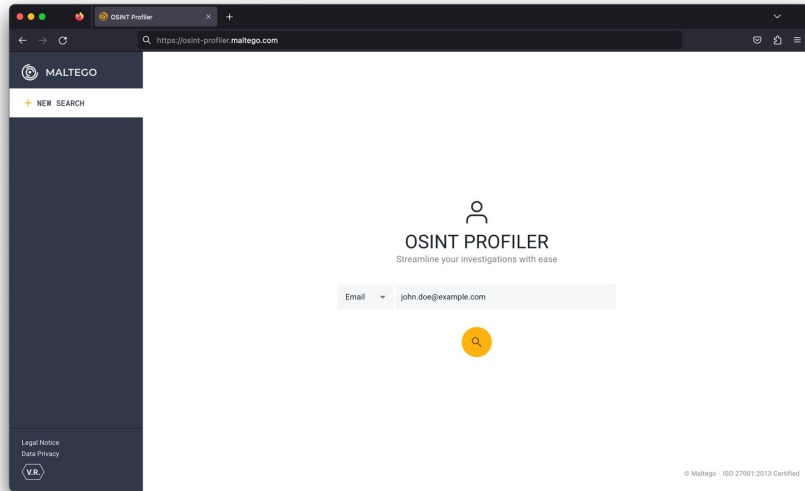 OSINT Profiler
https://osint-profiler.maltego.com
MALTEGO
+ NEW SEARCH
OSINT PROFILER
Streamline your investigations with ease
Email
john.doe@example.com
Legal Notice
Data Privacy
V.R.
© Maltego - ISO 27001:2013 Certified